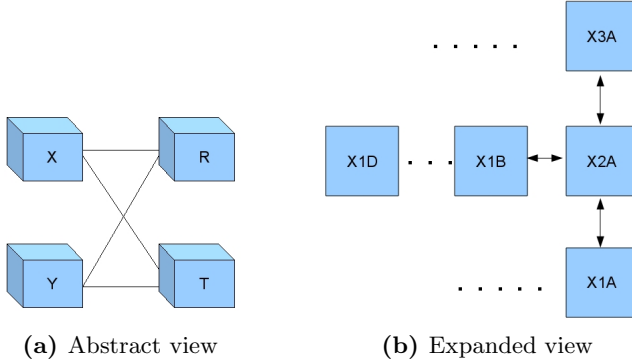 X3A
X R
X1D X1B X2A
Y T
X1A
(a) Abstract view (b) Expanded view